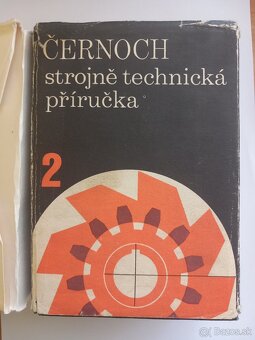 ČERNOCH
strojně technická
příručka
2
Bazos.sk